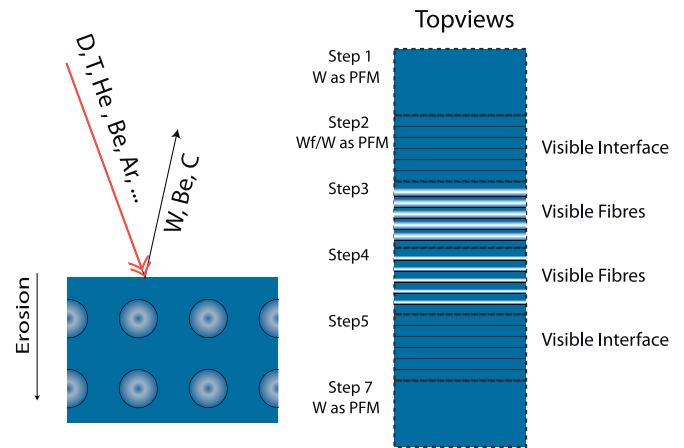 Topviews
D,T, He , Be, Ar, ...
W, Be, C
Erosion
Step 1
W as PFM
Step2
Wf/W as PFM
Visible Interface
Step3
Visible Fibres
Step4
Visible Fibres
Step5
Visible Interface
Step 7
W as PFM